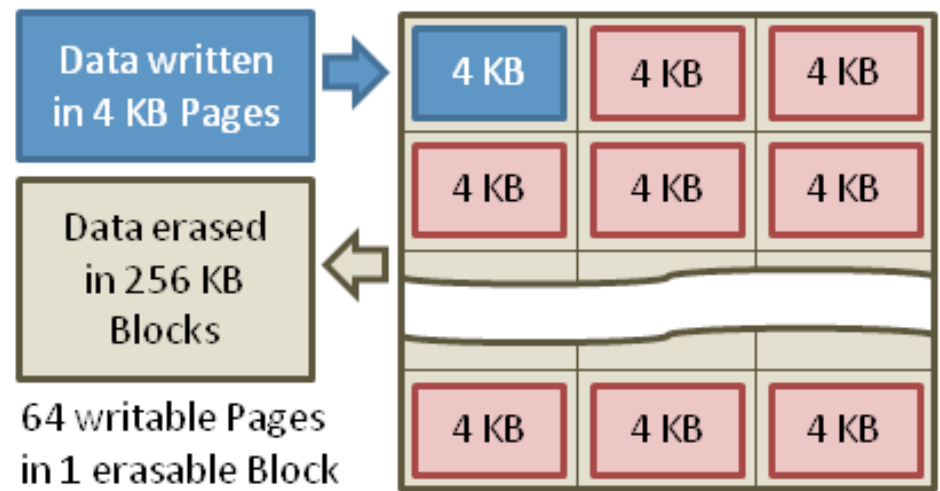 Data written
in 4 KB Pages
4 KB 4 KB 4 KB
4 KB 4 KB 4 KB
Data erased
in 256 KB
Blocks
4 KB 4 KB 4 KB
64 writable Pages
in 1 erasable Block